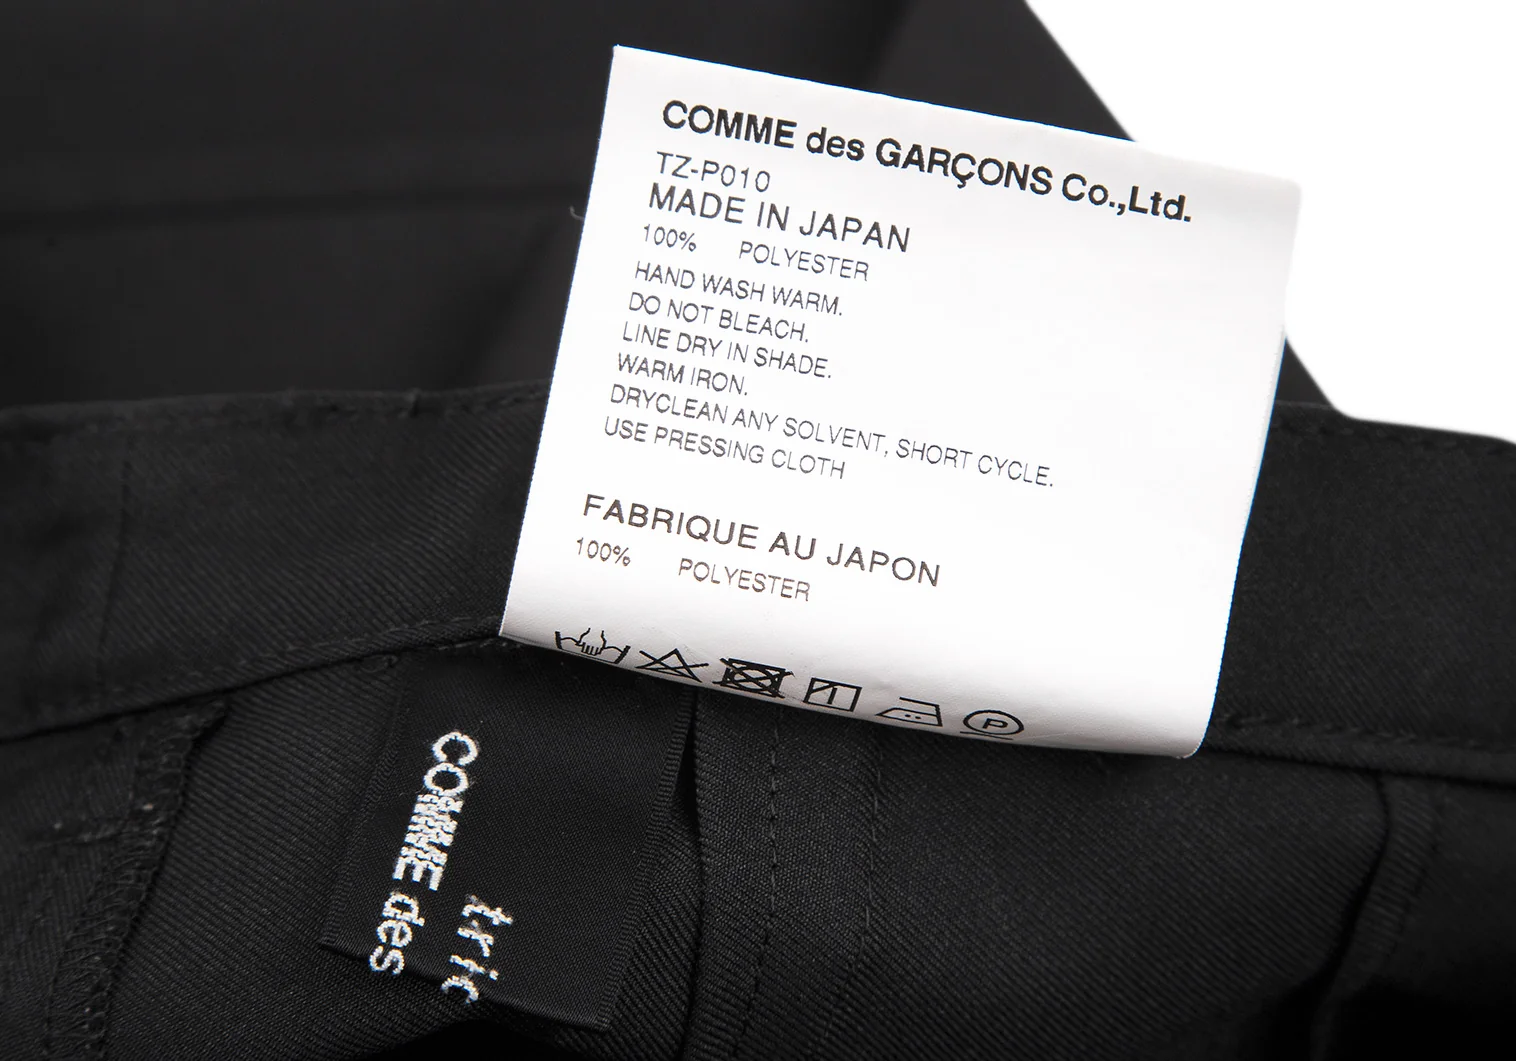 COMME des GARÇONS Co.,Ltd.
TZ-P010
MADE IN JAPAN
100% POLYESTER
HAND WASH WARM.
DO NOT BLEACH.
LINE DRY IN SHADE.
WARM IRON.
DRYCLEAN ANY SOLVENT, SHORT CYCLE.
USE PRESSING CLOTH
FABRIQUE AU JAPON
100% POLYESTER
P
tric
COMME des